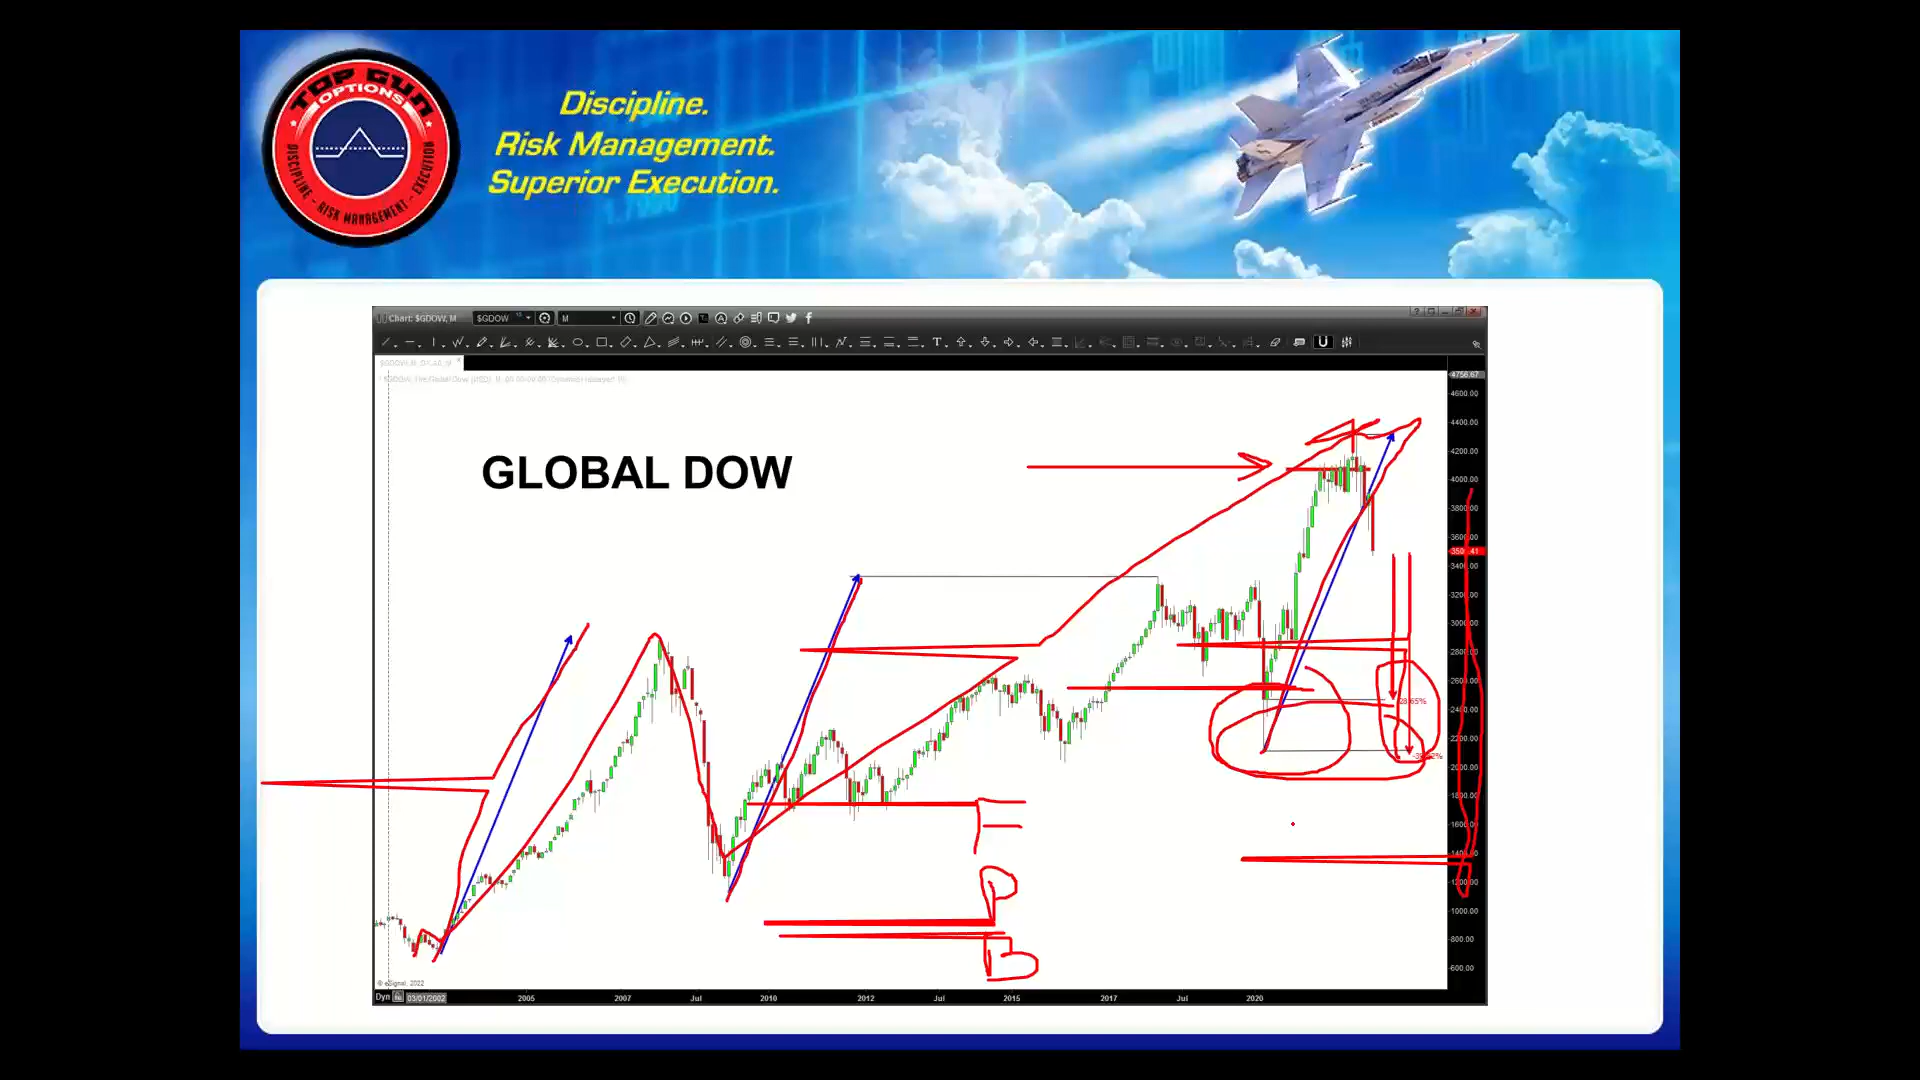 TOP GUN
OPTIONS
DISCIPLINE - RISK MANAGEMENT - EXECUTION
Discipline.
Risk Management.
Superior Execution.
Chart: $GDOW, M
$GDOW
M
GLOBAL DOW
4756.67
4600.00
4400.00
4200.00
4000.00
3800.00
3600.00
3400.00
3200.00
3000.00
2800.00
2600.00
2400.00
2200.00
2000.00
1800.00
1600.00
1400.00
1200.00
1000.00
800.00
600.00
F
P
B
© eSignal, 2022
Dyn
03/01/2002
2005
2007
Jul
2010
2012
Jul
2015
2017
Jul
2020